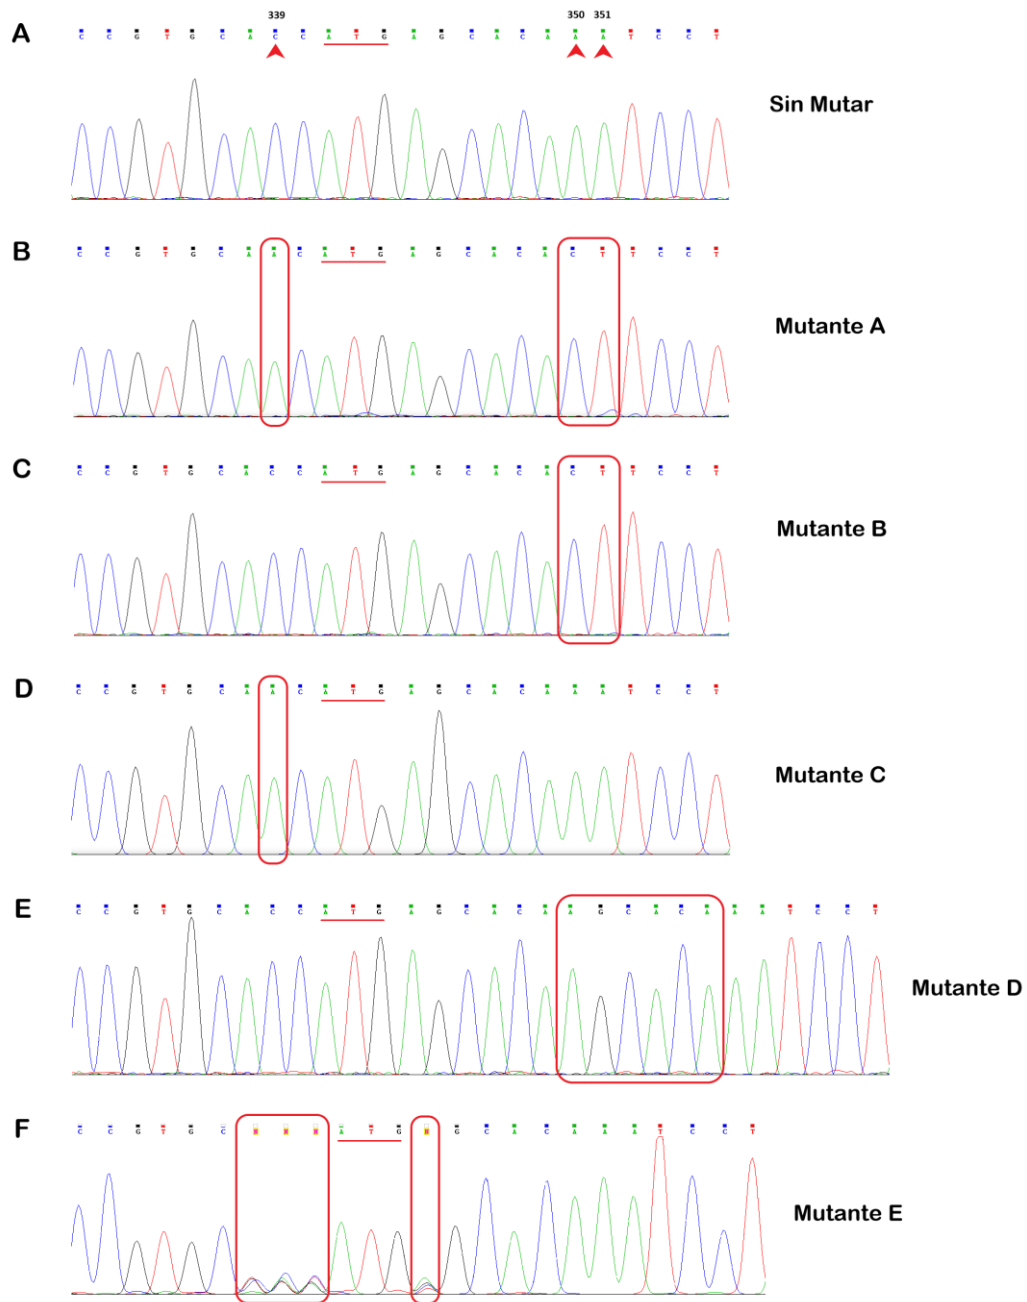 339 350 351
A
C C G T G C A C C A T G A G C A C A A A T C C T
Sin Mutar
B
C C G T G C A A C A T G A G C A C A C T T C C T
Mutante A
C
C C G T G C A C C A T G A G C A C A C T T C C T
Mutante B
D
C C G T G C A A C A T G A G C A C A A A T C C T
Mutante C
E
C C G T G C A C C A T G A G C A C A A G C A C A A A T C C T
Mutante D
F
C C G T G C A T G G C A C A A A T C C T
Mutante E